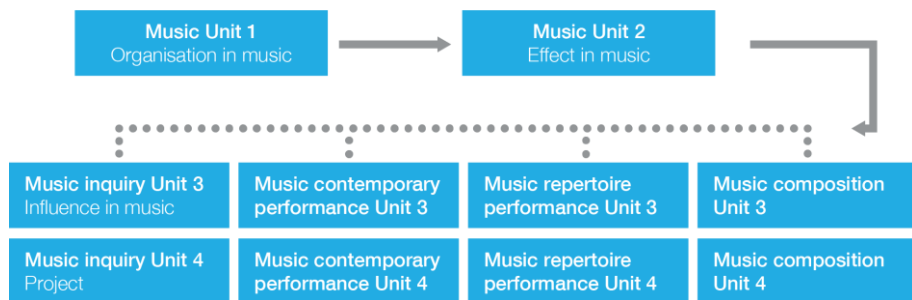 Music Unit 1
Organisation in music
Music Unit 2
Effect in music
Music inquiry Unit 3
Influence in music
Music contemporary
performance Unit 3
Music repertoire
performance Unit 3
Music composition
Unit 3
Music inquiry Unit 4
Project
Music contemporary
performance Unit 4
Music repertoire
performance Unit 4
Music composition
Unit 4